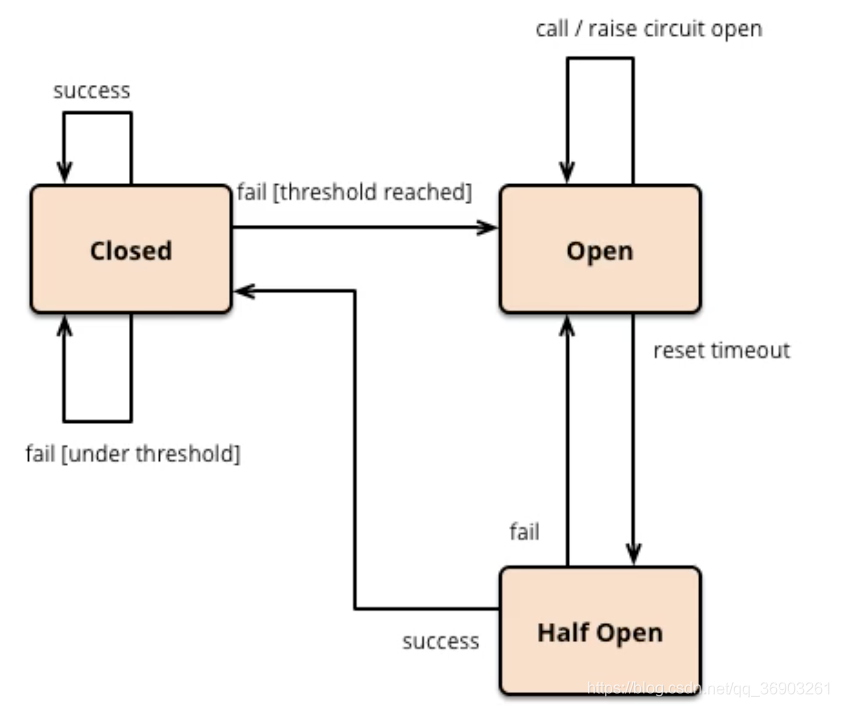 call / raise circuit open
success
fail [threshold reached]
Closed
Open
reset timeout
fail [under threshold]
fail
Half Open
success
https://blog.csdn.net/qq_36903261